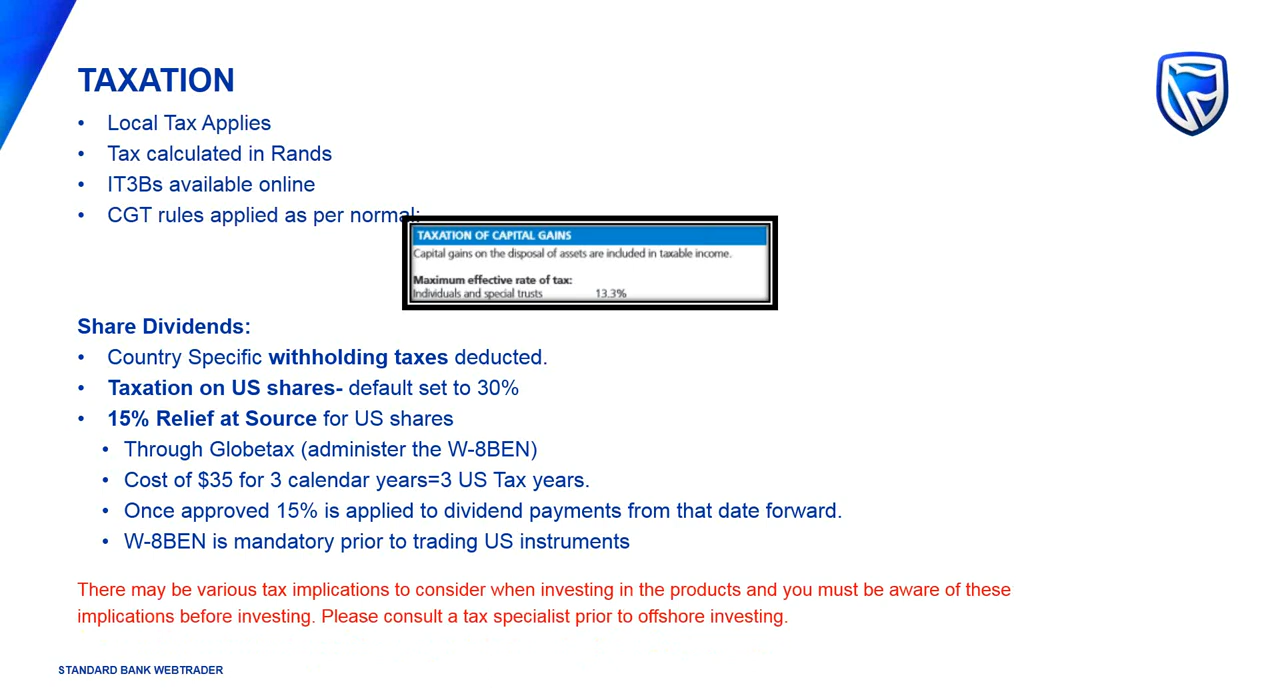 TAXATION
• Local Tax Applies
• Tax calculated in Rands
• IT3Bs available online
• CGT rules applied as per normal:
TAXATION OF CAPITAL GAINS
Capital gains on the disposal of assets are included in taxable income.
Maximum effective rate of tax:
Individuals and special trusts 13.3%
Share Dividends:
• Country Specific withholding taxes deducted.
• Taxation on US shares- default set to 30%
• 15% Relief at Source for US shares
• Through Globetax (administer the W-8BEN)
• Cost of $35 for 3 calendar years=3 US Tax years.
• Once approved 15% is applied to dividend payments from that date forward.
• W-8BEN is mandatory prior to trading US instruments
There may be various tax implications to consider when investing in the products and you must be aware of these
implications before investing. Please consult a tax specialist prior to offshore investing.
STANDARD BANK WEBTRADER